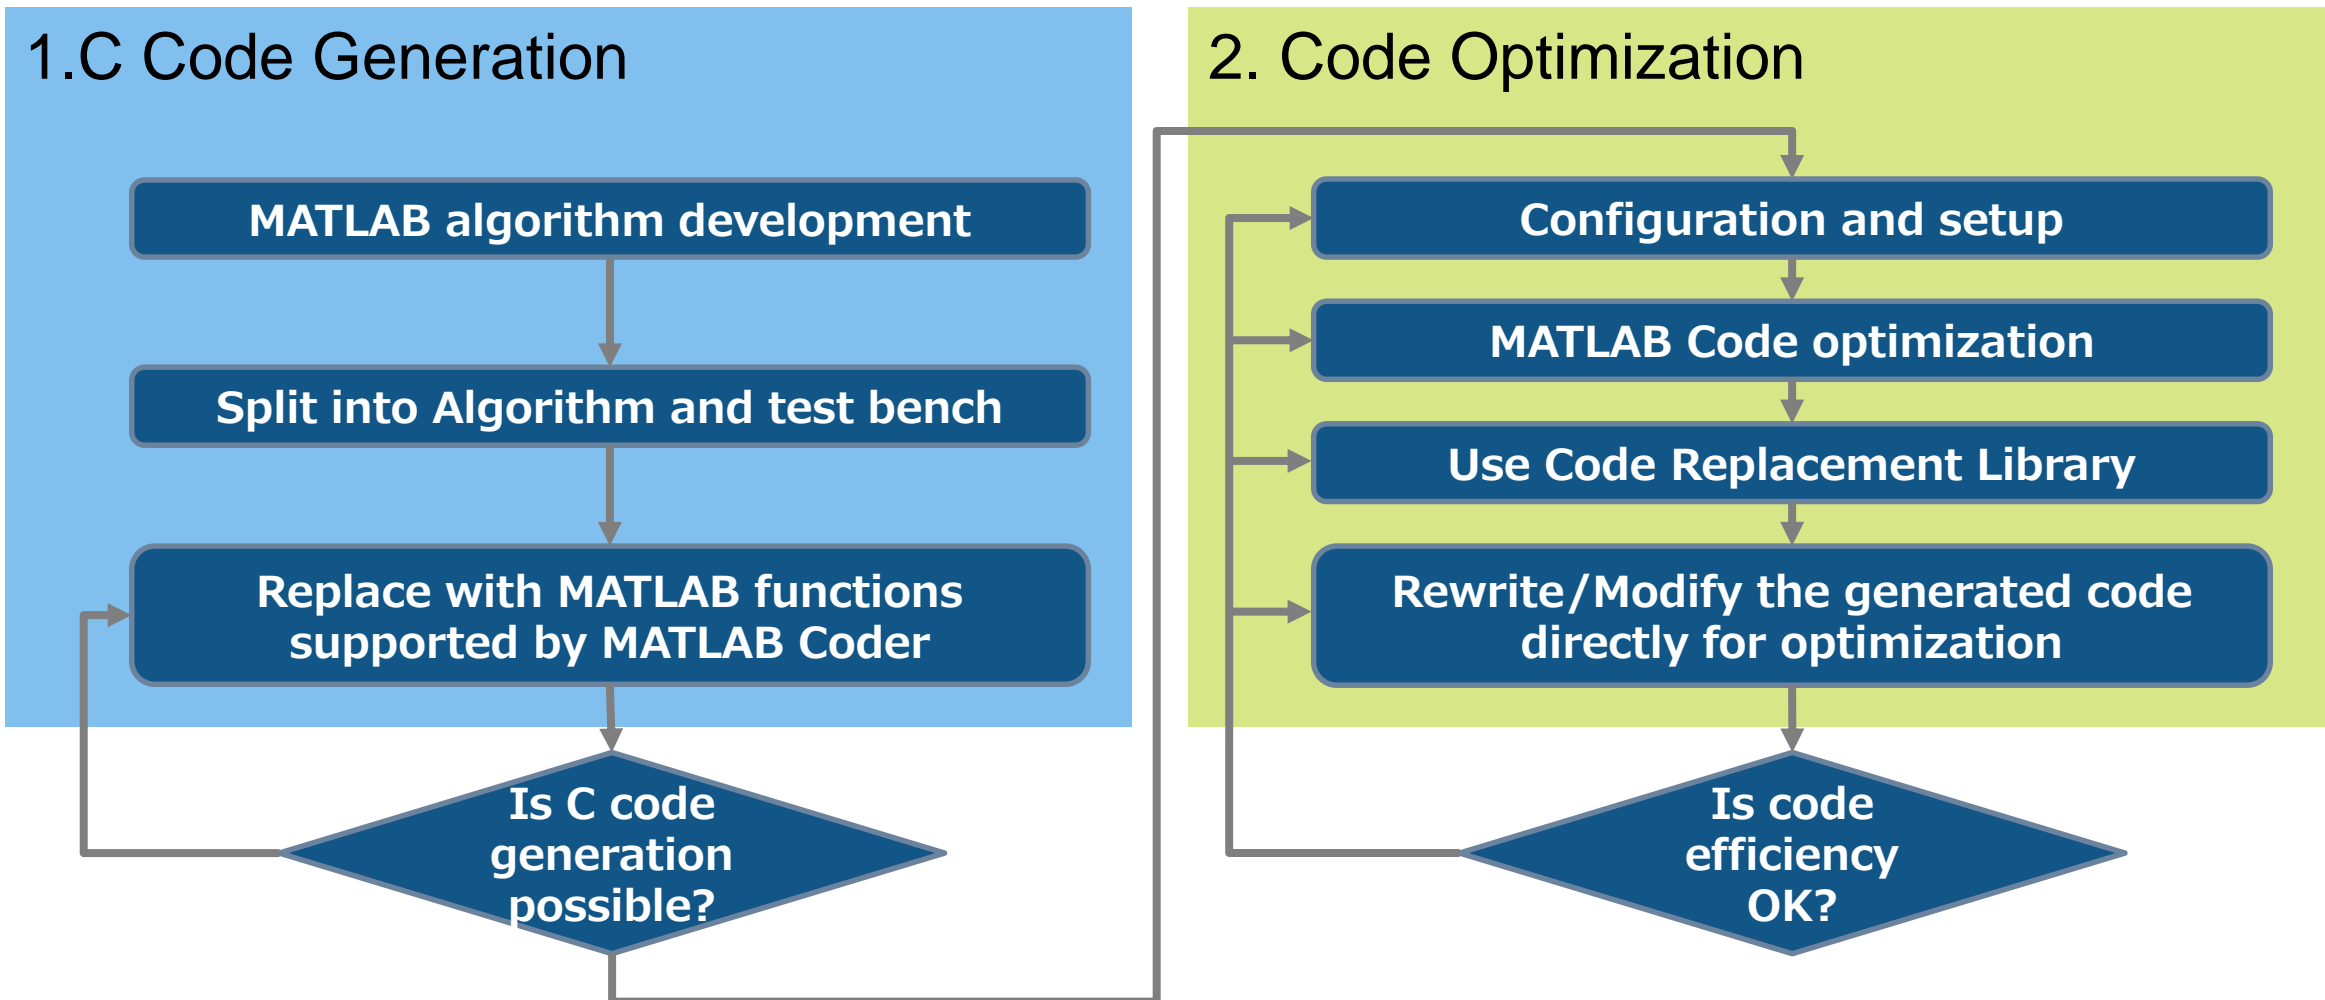 1.C Code Generation
MATLAB algorithm development
Split into Algorithm and test bench
Replace with MATLAB functions
supported by MATLAB Coder
Is C code
generation
possible?
2. Code Optimization
Configuration and setup
MATLAB Code optimization
Use Code Replacement Library
Rewrite/Modify the generated code
directly for optimization
Is code
efficiency
OK?